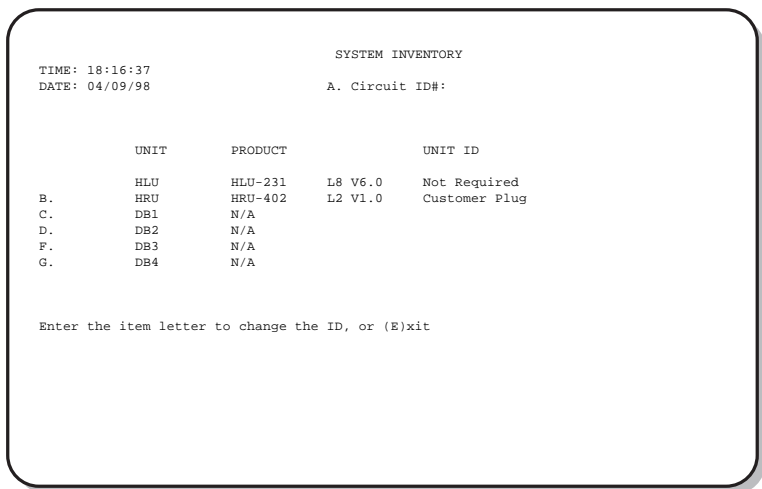 SYSTEM INVENTORY
TIME: 18:16:37
DATE: 04/09/98 A. Circuit ID#:
UNIT PRODUCT UNIT ID
HLU HLU-231 L8 V6.0 Not Required
B. HRU HRU-402 L2 V1.0 Customer Plug
C. DB1 N/A
D. DB2 N/A
F. DB3 N/A
G. DB4 N/A
Enter the item letter to change the ID, or (E)xit